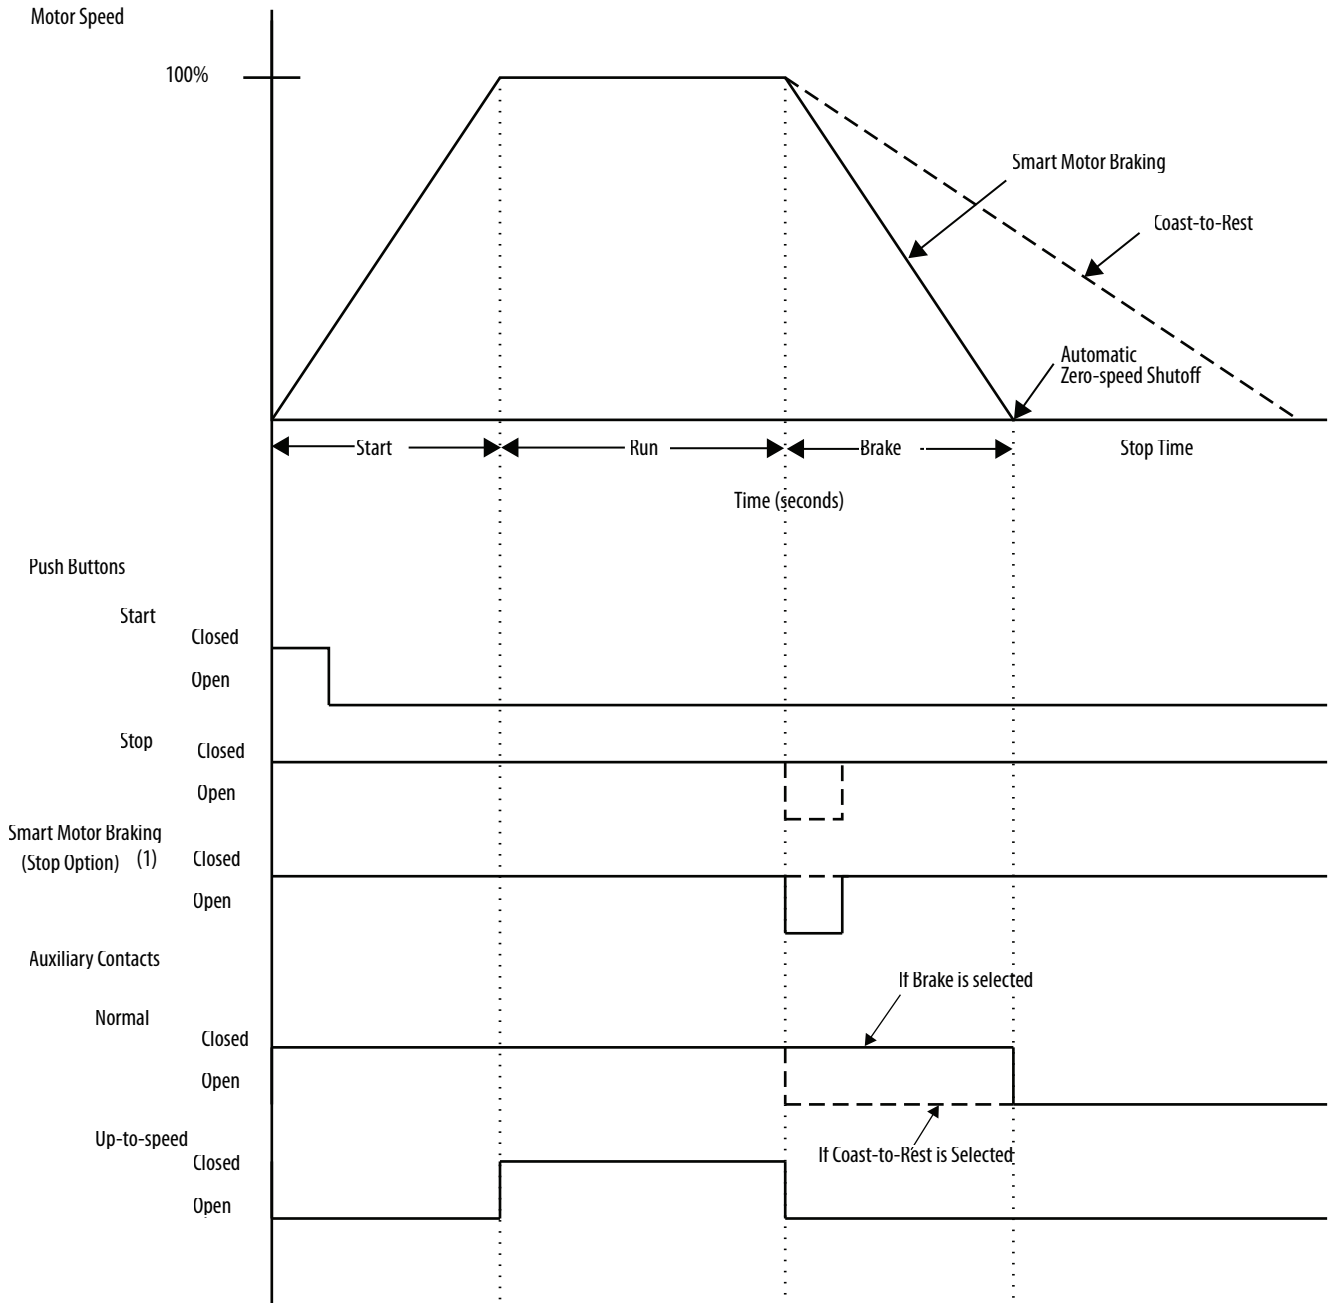 Motor Speed
100%
Smart Motor Braking
Coast-to-Rest
Automatic
Zero-speed Shutoff
Start
Run
Brake
Stop Time
Time (seconds)
Push Buttons
Start
Closed
Open
Stop
Closed
Open
Smart Motor Braking
(Stop Option) (1)
Closed
Open
Auxiliary Contacts
If Brake is selected
Normal
Closed
Open
Up-to-speed
If Coast-to-Rest is Selected
Closed
Open